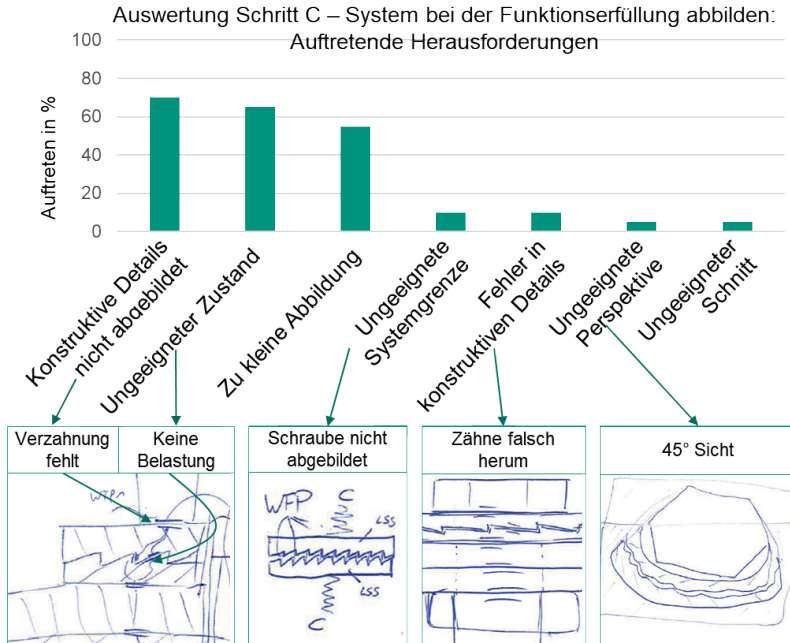 Auswertung Schritt C – System bei der Funktionserfüllung abbilden:
Auftretende Herausforderungen
Auftreten in %
100
80
60
40
20
0
Konstruktive Details
nicht abgebildet
Ungeeigneter Zustand
Zu kleine Abbildung
Ungeeignete
Systemgrenze
Fehler in
konstruktiven Details
Ungeeignete
Perspektive
Ungeeigneter
Schnitt
Verzahnung
fehlt
Keine
Belastung
Schraube nicht
abgebildet
Zähne falsch
herum
45° Sicht
WFP
WFP
C
LSS
LSS
C